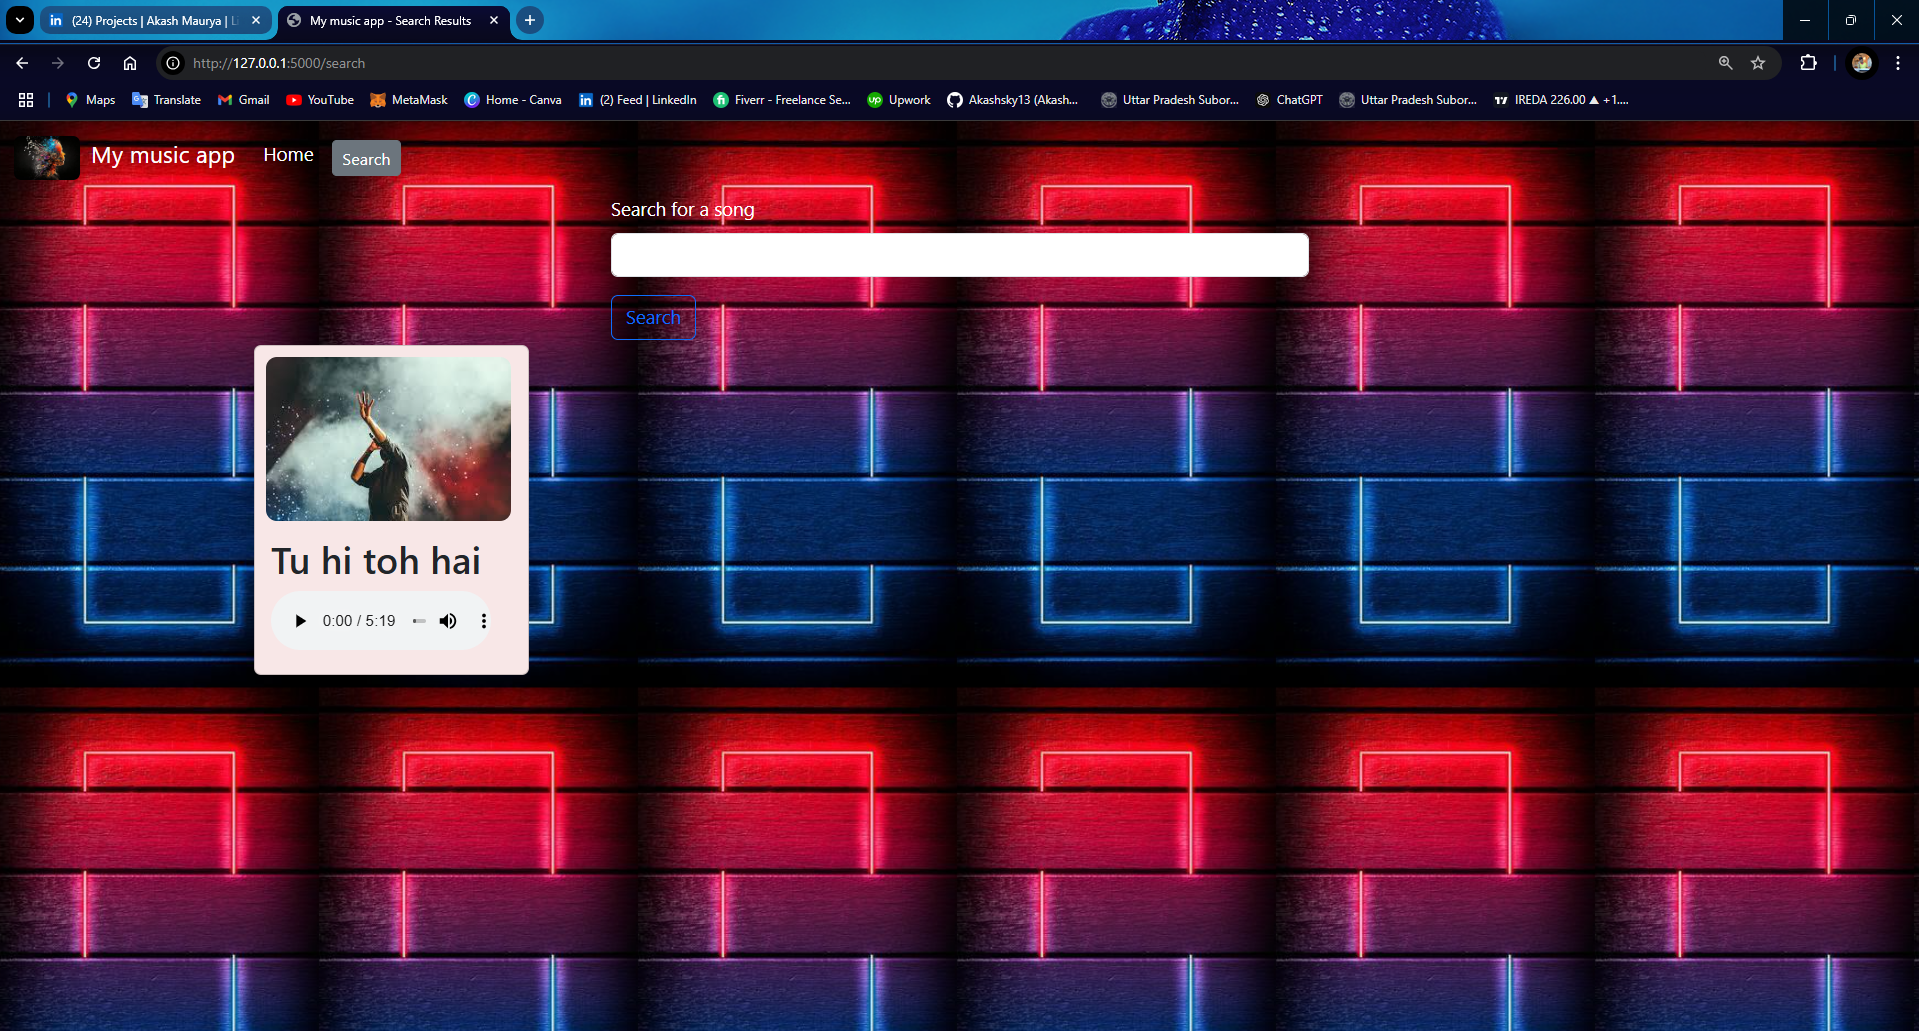 (24) Projects | Akash Maurya | L
My music app - Search Results
http://127.0.0.1:5000/search
Maps
Translate
Gmail
YouTube
MetaMask
Home - Canva
(2) Feed | LinkedIn
Fiverr - Freelance Se...
Upwork
Akashsky13 (Akash...
Uttar Pradesh Subor...
ChatGPT
Uttar Pradesh Subor...
IREDA 226.00 ▲ +1....
My music app
Home
Search
Search for a song
Search
Tu hi toh hai
0:00 / 5:19